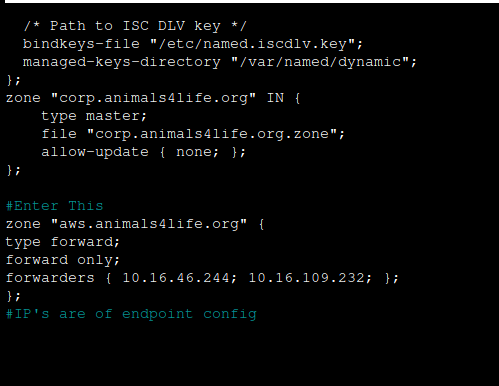 /* Path to ISC DLV key */
bindkeys-file "/etc/named.iscdlv.key";
managed-keys-directory "/var/named/dynamic";
};
zone "corp.animals4life.org" IN {
type master;
file "corp.animals4life.org.zone";
allow-update { none; };
};
#Enter This
zone "aws.animals4life.org" {
type forward;
forward only;
forwarders { 10.16.46.244; 10.16.109.232; };
};
#IP's are of endpoint config